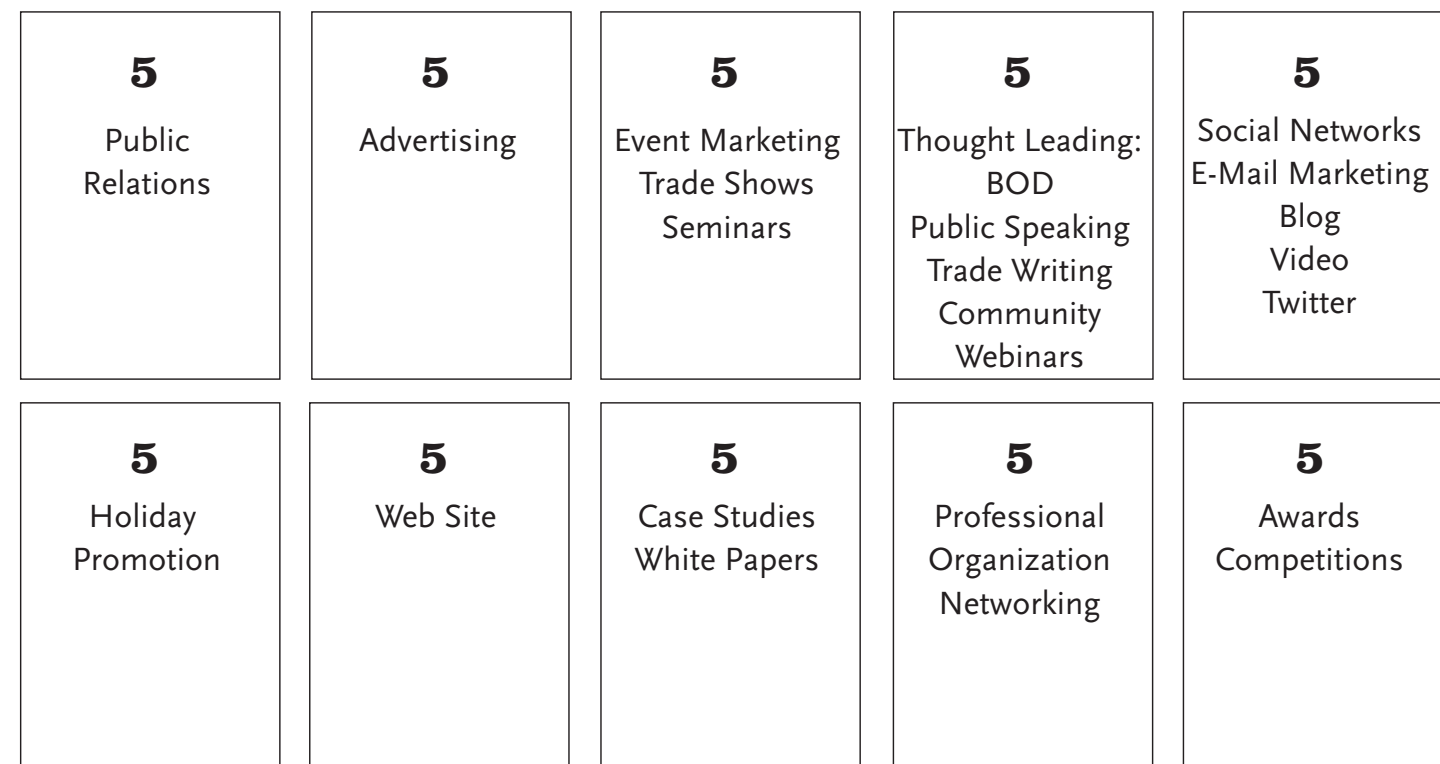 5
Public
Relations
5
Advertising
5
Event Marketing
Trade Shows
Seminars
5
Thought Leading:
BOD
Public Speaking
Trade Writing
Community
Webinars
5
Social Networks
E-Mail Marketing
Blog
Video
Twitter
5
Holiday
Promotion
5
Web Site
5
Case Studies
White Papers
5
Professional
Organization
Networking
5
Awards
Competitions